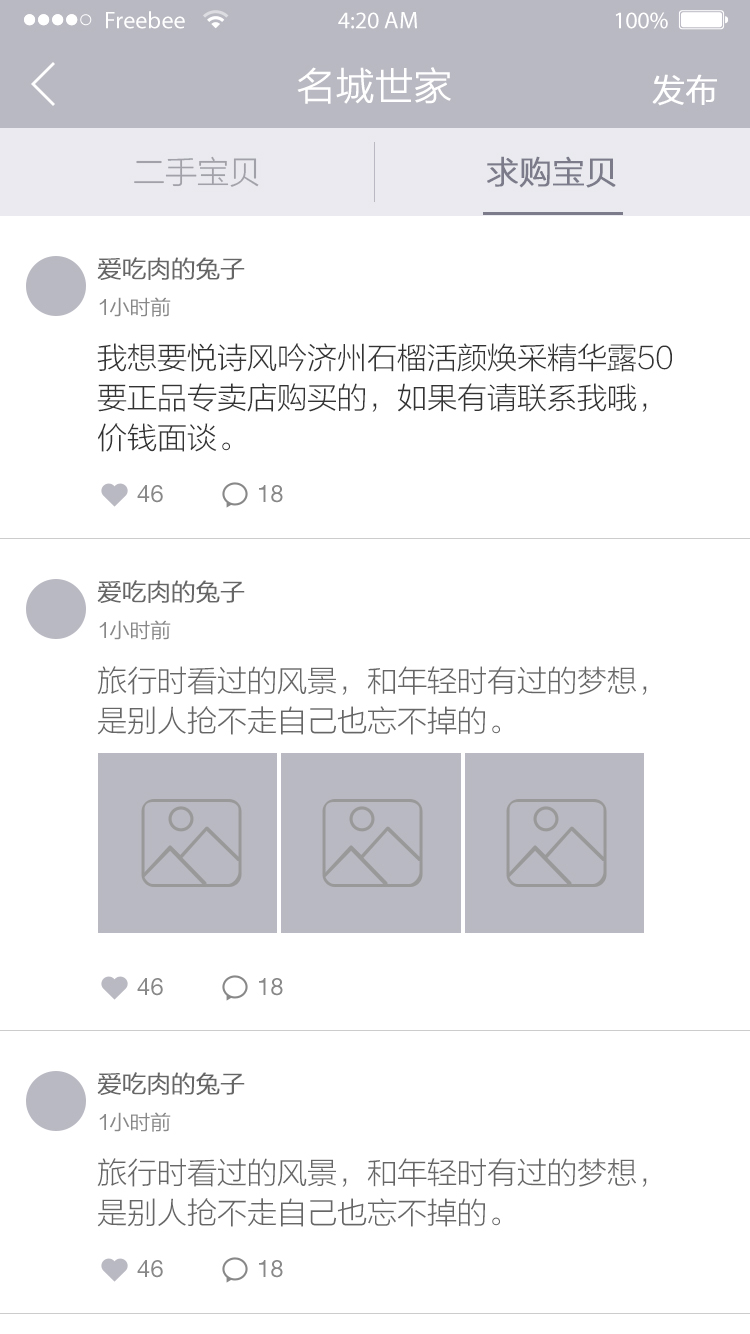 Freebee 4:20 AM 100%
名城世家 发布
二手宝贝 求购宝贝
爱吃肉的兔子
1小时前
我想要悦诗风吟济州石榴活颜焕采精华露50
要正品专卖店购买的，如果有请联系我哦，
价钱面谈。
46 18
爱吃肉的兔子
1小时前
旅行时看过的风景，和年轻时有过的梦想，
是别人抢不走自己也忘不掉的。
46 18
爱吃肉的兔子
1小时前
旅行时看过的风景，和年轻时有过的梦想，
是别人抢不走自己也忘不掉的。
46 18